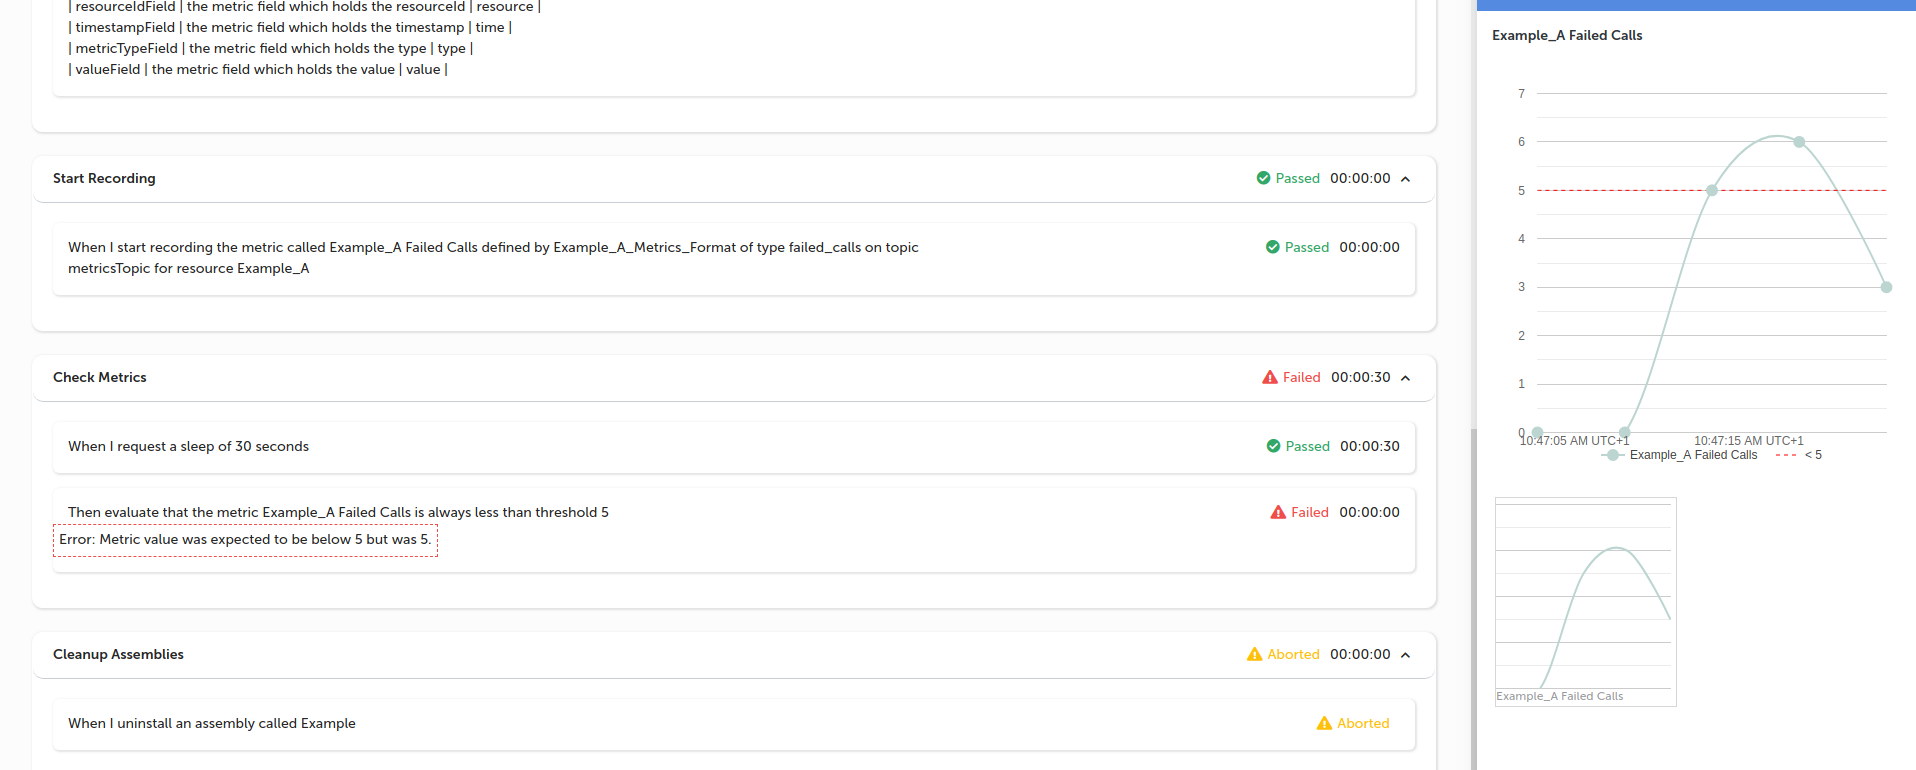 | resourceIdField | the metric field which holds the resourceId | resource |
| timestampField | the metric field which holds the timestamp | time |
| metricTypeField | the metric field which holds the type | type |
| valueField | the metric field which holds the value | value |
Start Recording
Passed 00:00:00
When I start recording the metric called Example_A Failed Calls defined by Example_A_Metrics_Format of type failed_calls on topic
metricsTopic for resource Example_A
Passed 00:00:00
Check Metrics
Failed 00:00:30
When I request a sleep of 30 seconds
Passed 00:00:30
Then evaluate that the metric Example_A Failed Calls is always less than threshold 5
Failed 00:00:00
Error: Metric value was expected to be below 5 but was 5.
Cleanup Assemblies
Aborted 00:00:00
When I uninstall an assembly called Example
Aborted
Example_A Failed Calls
7
6
5
4
3
2
1
0
10:47:05 AM UTC+1
10:47:15 AM UTC+1
Example_A Failed Calls
< 5
Example_A Failed Calls